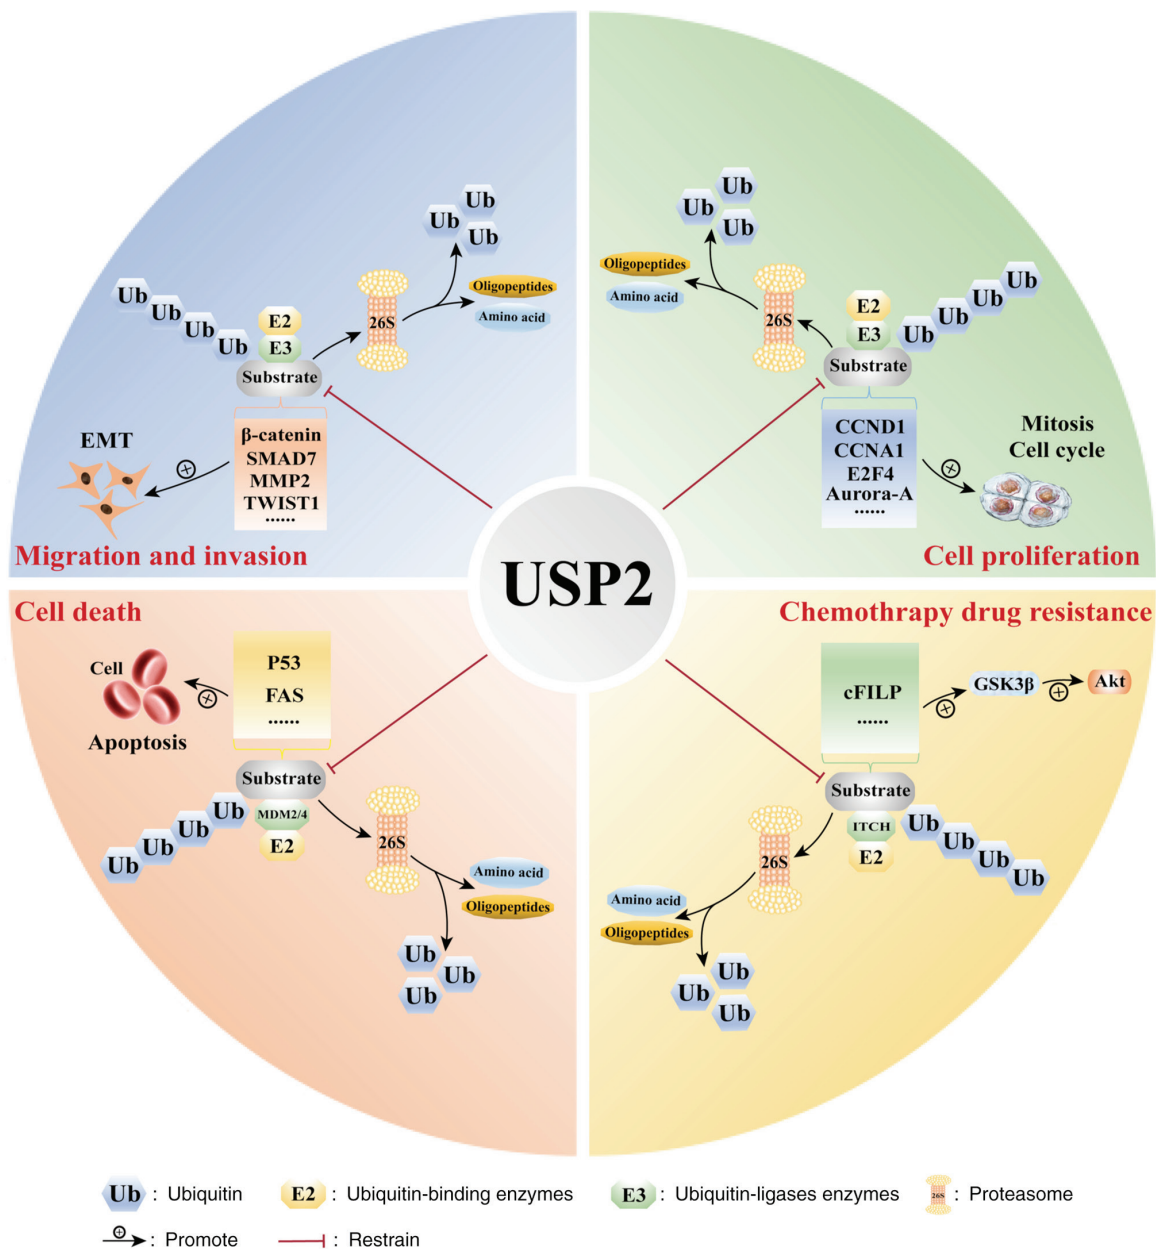 Ub
Ub
Ub
Oligopeptides
Amino acid
26S
Ub
Ub
Ub
Ub
E2
E3
Substrate
β-catenin
SMAD7
MMP2
TWIST1
......
EMT
Migration and invasion
Ub
Ub
Ub
Oligopeptides
Amino acid
26S
E2
E3
Substrate
Ub
Ub
Ub
Ub
CCND1
CCNA1
E2F4
Aurora-A
......
Mitosis
Cell cycle
Cell proliferation
USP2
Cell death
Cell
Apoptosis
P53
FAS
......
Substrate
MDM2/4
E2
Ub
Ub
Ub
Ub
26S
Amino acid
Oligopeptides
Ub
Ub
Ub
Chemothrapy drug resistance
cFILP
......
GSK3β
Akt
Substrate
ITCH
E2
Ub
Ub
Ub
Ub
26S
Amino acid
Oligopeptides
Ub
Ub
Ub
Ub : Ubiquitin
E2 : Ubiquitin-binding enzymes
E3 : Ubiquitin-ligases enzymes
26S : Proteasome
: Promote
: Restrain